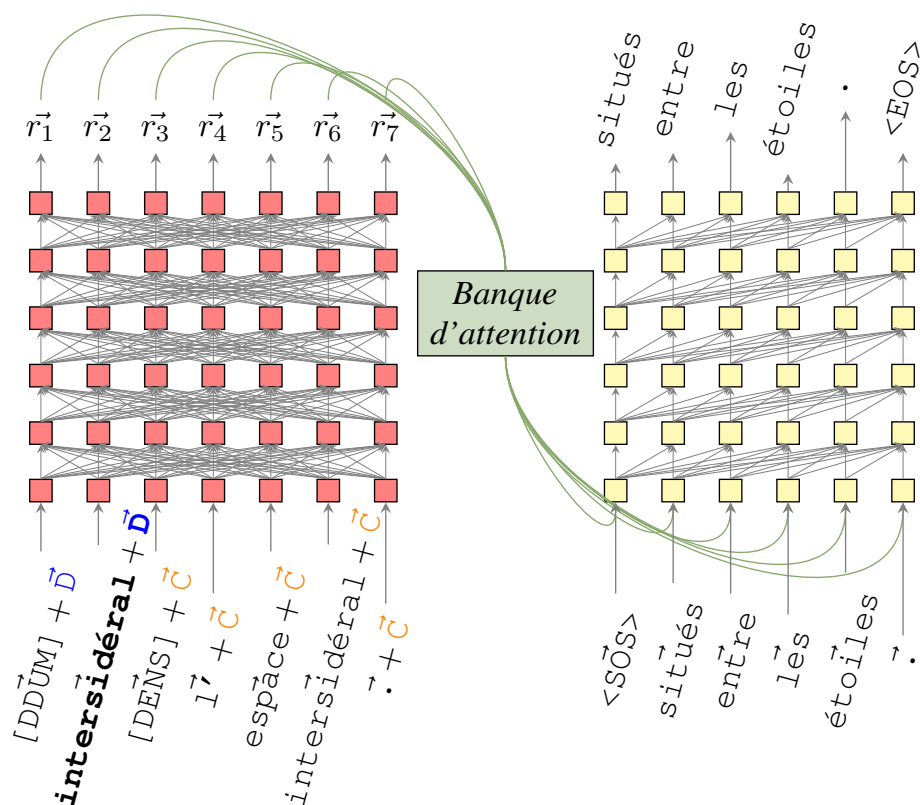 situés
entre
les
étoiles
.
<EOS>
r⃗1
r⃗2
r⃗3
r⃗4
r⃗5
r⃗6
r⃗7
Banque
d'attention
[DDUM] + D
intersidéral + D
[DENS] + C
l' + C
espace + C
intersidéral + C
. + C
<SOS>
situés
entre
les
étoiles
.